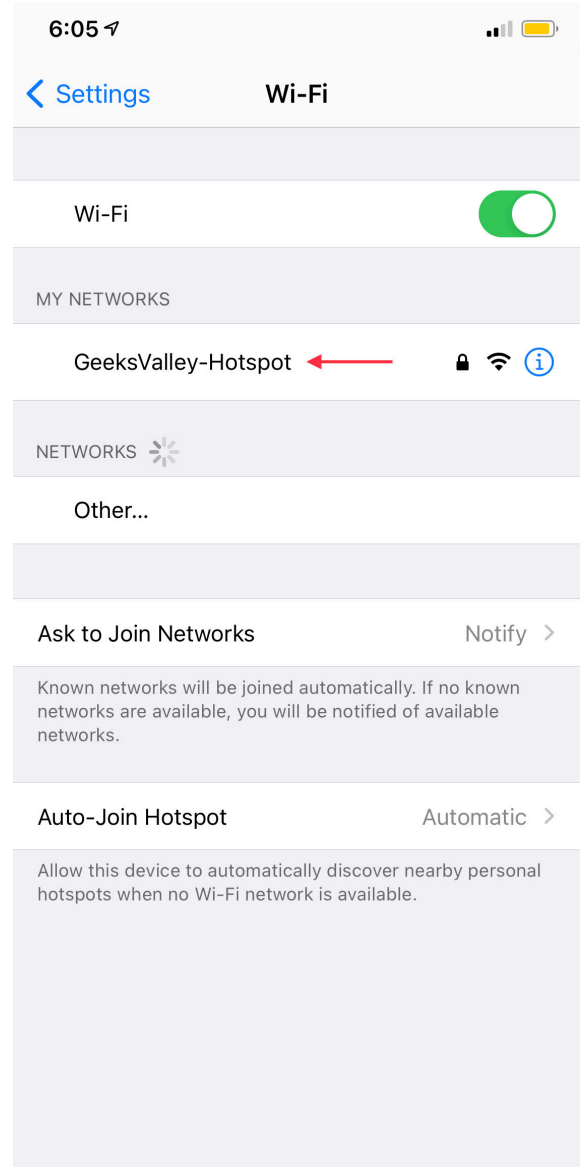 6:05
Settings
Wi-Fi
Wi-Fi
MY NETWORKS
GeeksValley-Hotspot
NETWORKS
Other...
Ask to Join Networks Notify
Known networks will be joined automatically. If no known
networks are available, you will be notified of available
networks.
Auto-Join Hotspot Automatic
Allow this device to automatically discover nearby personal
hotspots when no Wi-Fi network is available.